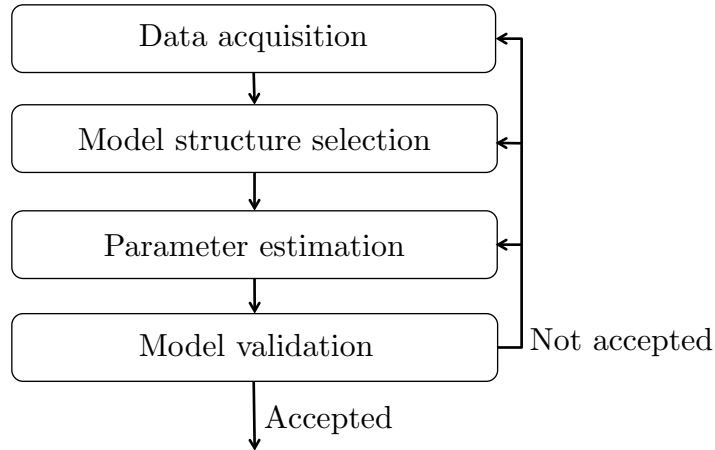 Data acquisition
Model structure selection
Parameter estimation
Model validation
Not accepted
Accepted